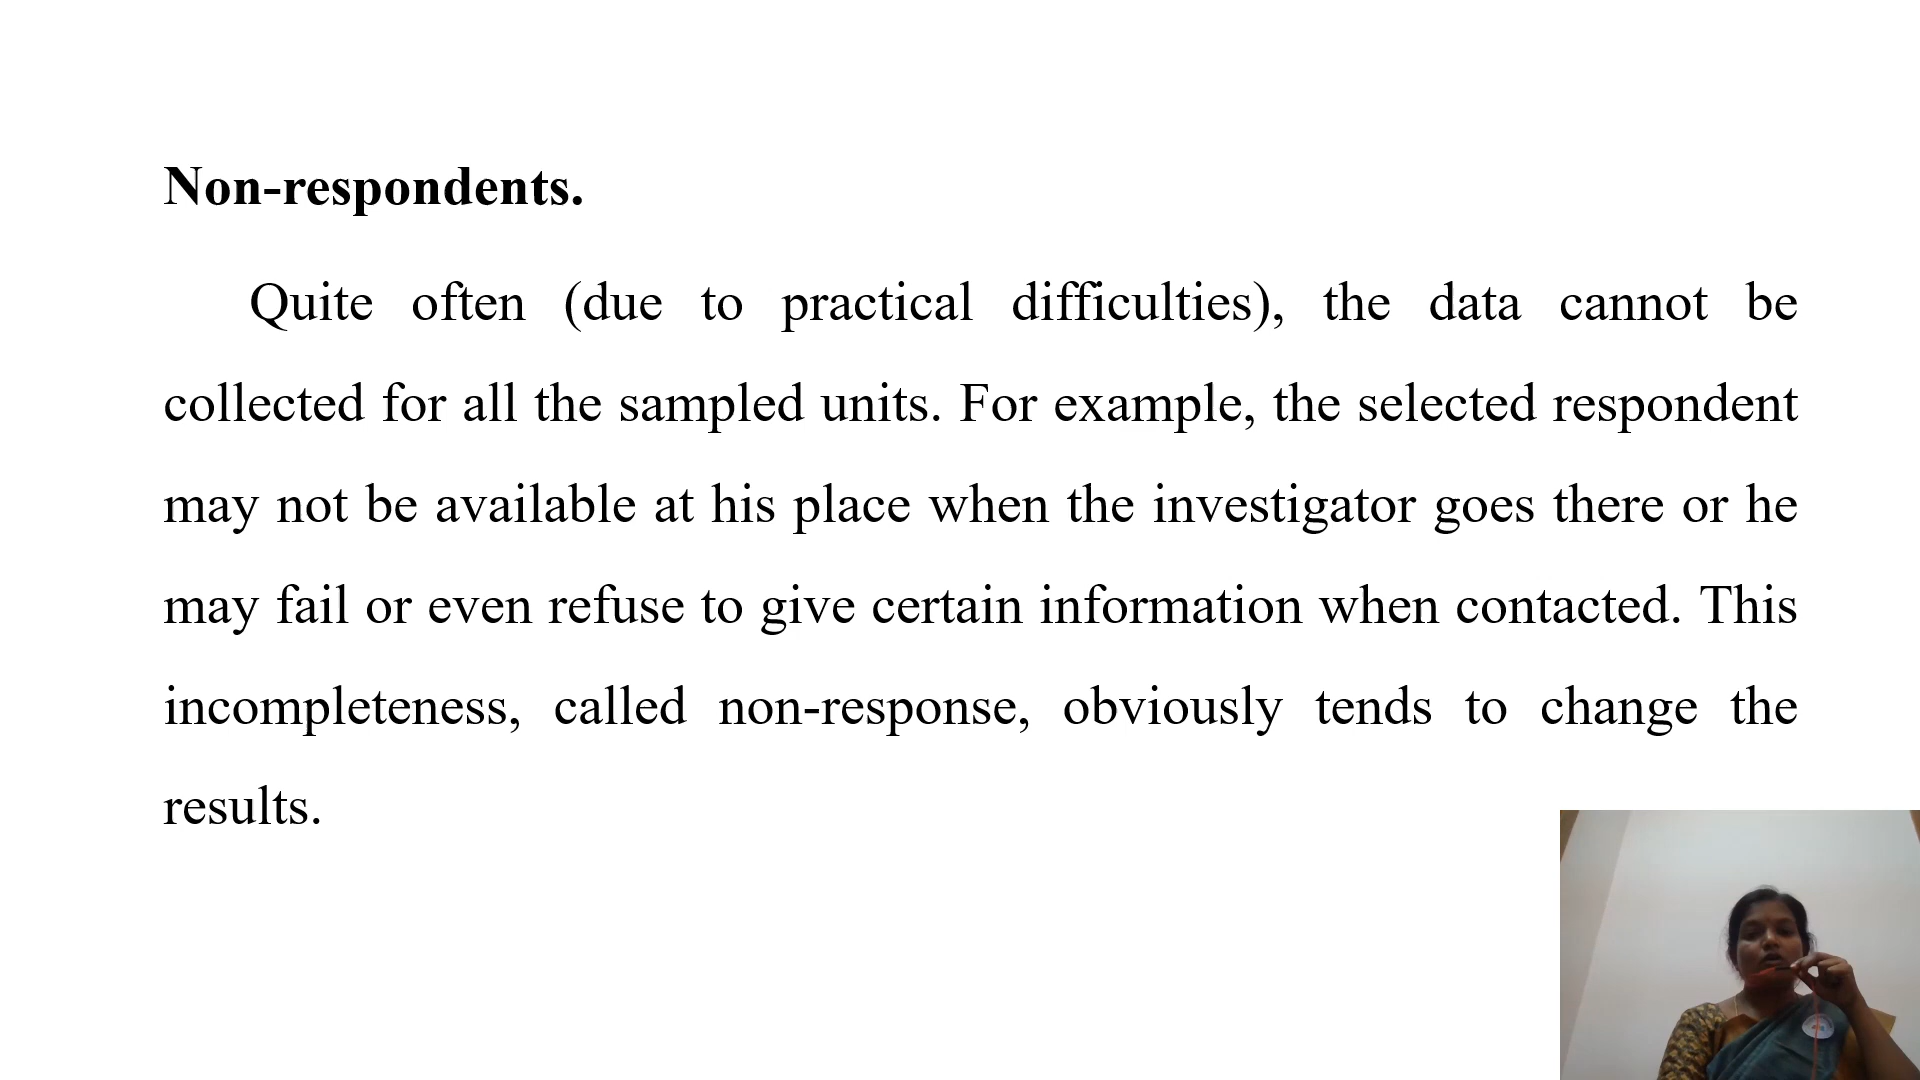 Non-respondents.
Quite often (due to practical difficulties), the data cannot be
collected for all the sampled units. For example, the selected respondent
may not be available at his place when the investigator goes there or he
may fail or even refuse to give certain information when contacted. This
incompleteness, called non-response, obviously tends to change the
results.